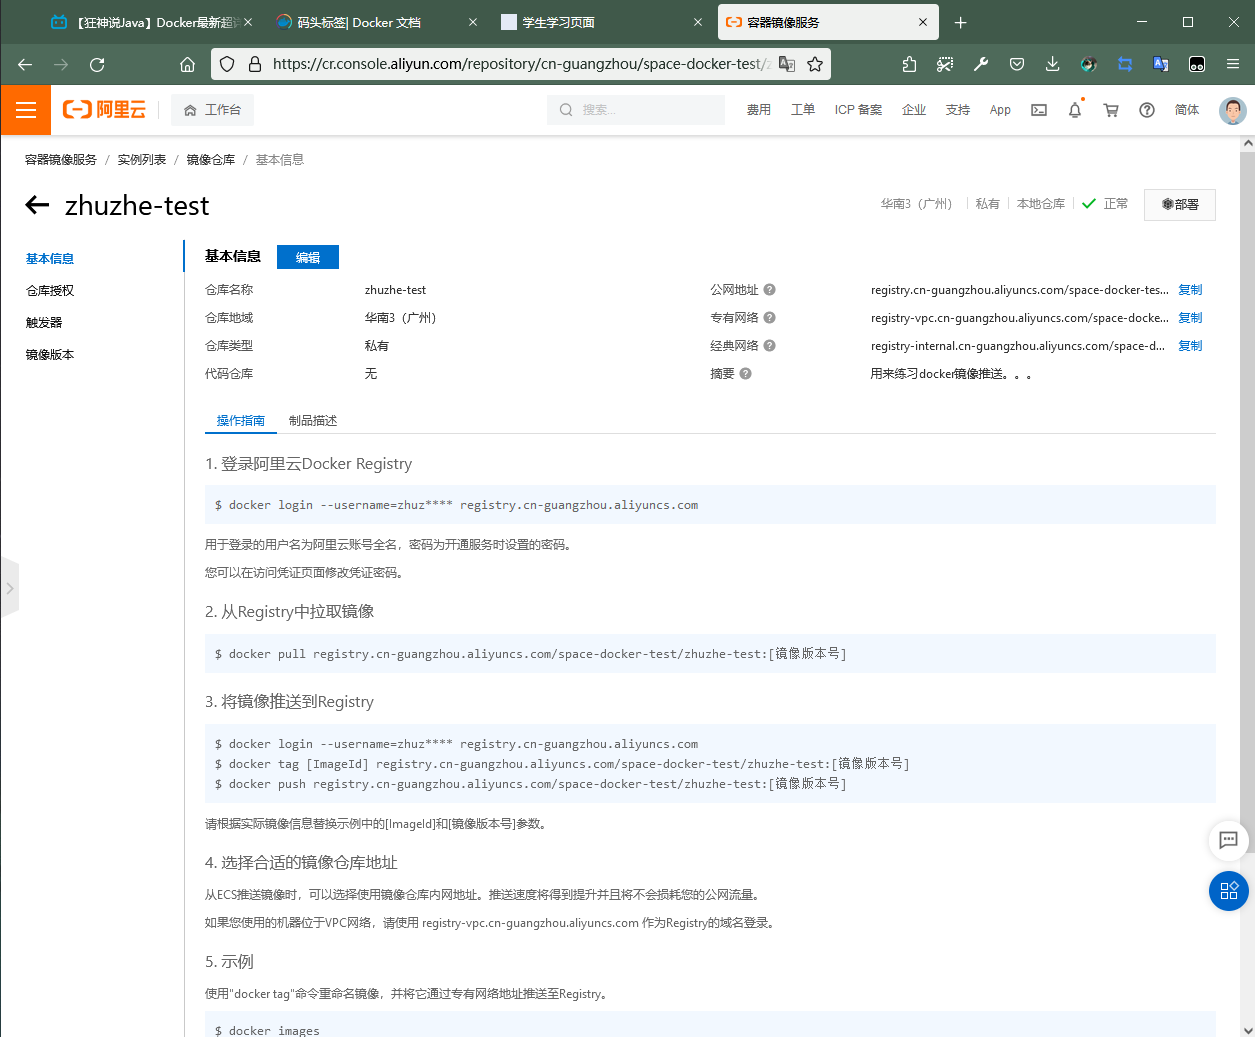 【狂神说Java】Docker最新超
码头标签| Docker 文档
学生学习页面
容器镜像服务
https://cr.console.aliyun.com/repository/cn-guangzhou/space-docker-test/z
阿里云
工作台
搜索...
费用
工单
ICP 备案
企业
支持
App
简体
容器镜像服务 / 实例列表 / 镜像仓库 / 基本信息
zhuzhe-test
华南3（广州）
私有
本地仓库
正常
部署
基本信息
仓库授权
触发器
镜像版本
基本信息
编辑
仓库名称 zhuzhe-test 公网地址 registry.cn-guangzhou.aliyuncs.com/space-docker-tes... 复制
仓库地域 华南3（广州） 专有网络 registry-vpc.cn-guangzhou.aliyuncs.com/space-docke... 复制
仓库类型 私有 经典网络 registry-internal.cn-guangzhou.aliyuncs.com/space-d... 复制
代码仓库 无 摘要 用来练习docker镜像推送。。。
操作指南 制品描述
1. 登录阿里云Docker Registry
$ docker login --username=zhuz**** registry.cn-guangzhou.aliyuncs.com
用于登录的用户名为阿里云账号全名，密码为开通服务时设置的密码。
您可以在访问凭证页面修改凭证密码。
2. 从Registry中拉取镜像
$ docker pull registry.cn-guangzhou.aliyuncs.com/space-docker-test/zhuzhe-test:[镜像版本号]
3. 将镜像推送到Registry
$ docker login --username=zhuz**** registry.cn-guangzhou.aliyuncs.com
$ docker tag [ImageId] registry.cn-guangzhou.aliyuncs.com/space-docker-test/zhuzhe-test:[镜像版本号]
$ docker push registry.cn-guangzhou.aliyuncs.com/space-docker-test/zhuzhe-test:[镜像版本号]
请根据实际镜像信息替换示例中的[ImageId]和[镜像版本号]参数。
4. 选择合适的镜像仓库地址
从ECS推送镜像时，可以选择使用镜像仓库内网地址。推送速度将得到提升并且将不会损耗您的公网流量。
如果您使用的机器位于VPC网络，请使用 registry-vpc.cn-guangzhou.aliyuncs.com 作为Registry的域名登录。
5. 示例
使用"docker tag"命令重命名镜像，并将它通过专有网络地址推送至Registry。
$ docker images